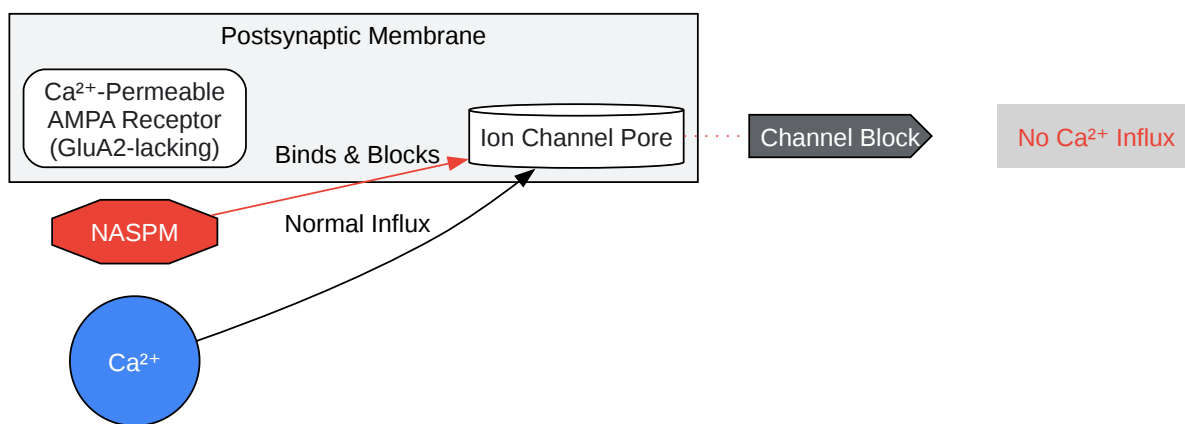 Postsynaptic Membrane
Ca²⁺-Permeable
AMPA Receptor
(GluA2-lacking)
Binds & Blocks
Ion Channel Pore
Channel Block
No Ca²⁺ Influx
NASPM
Normal Influx
Ca²⁺